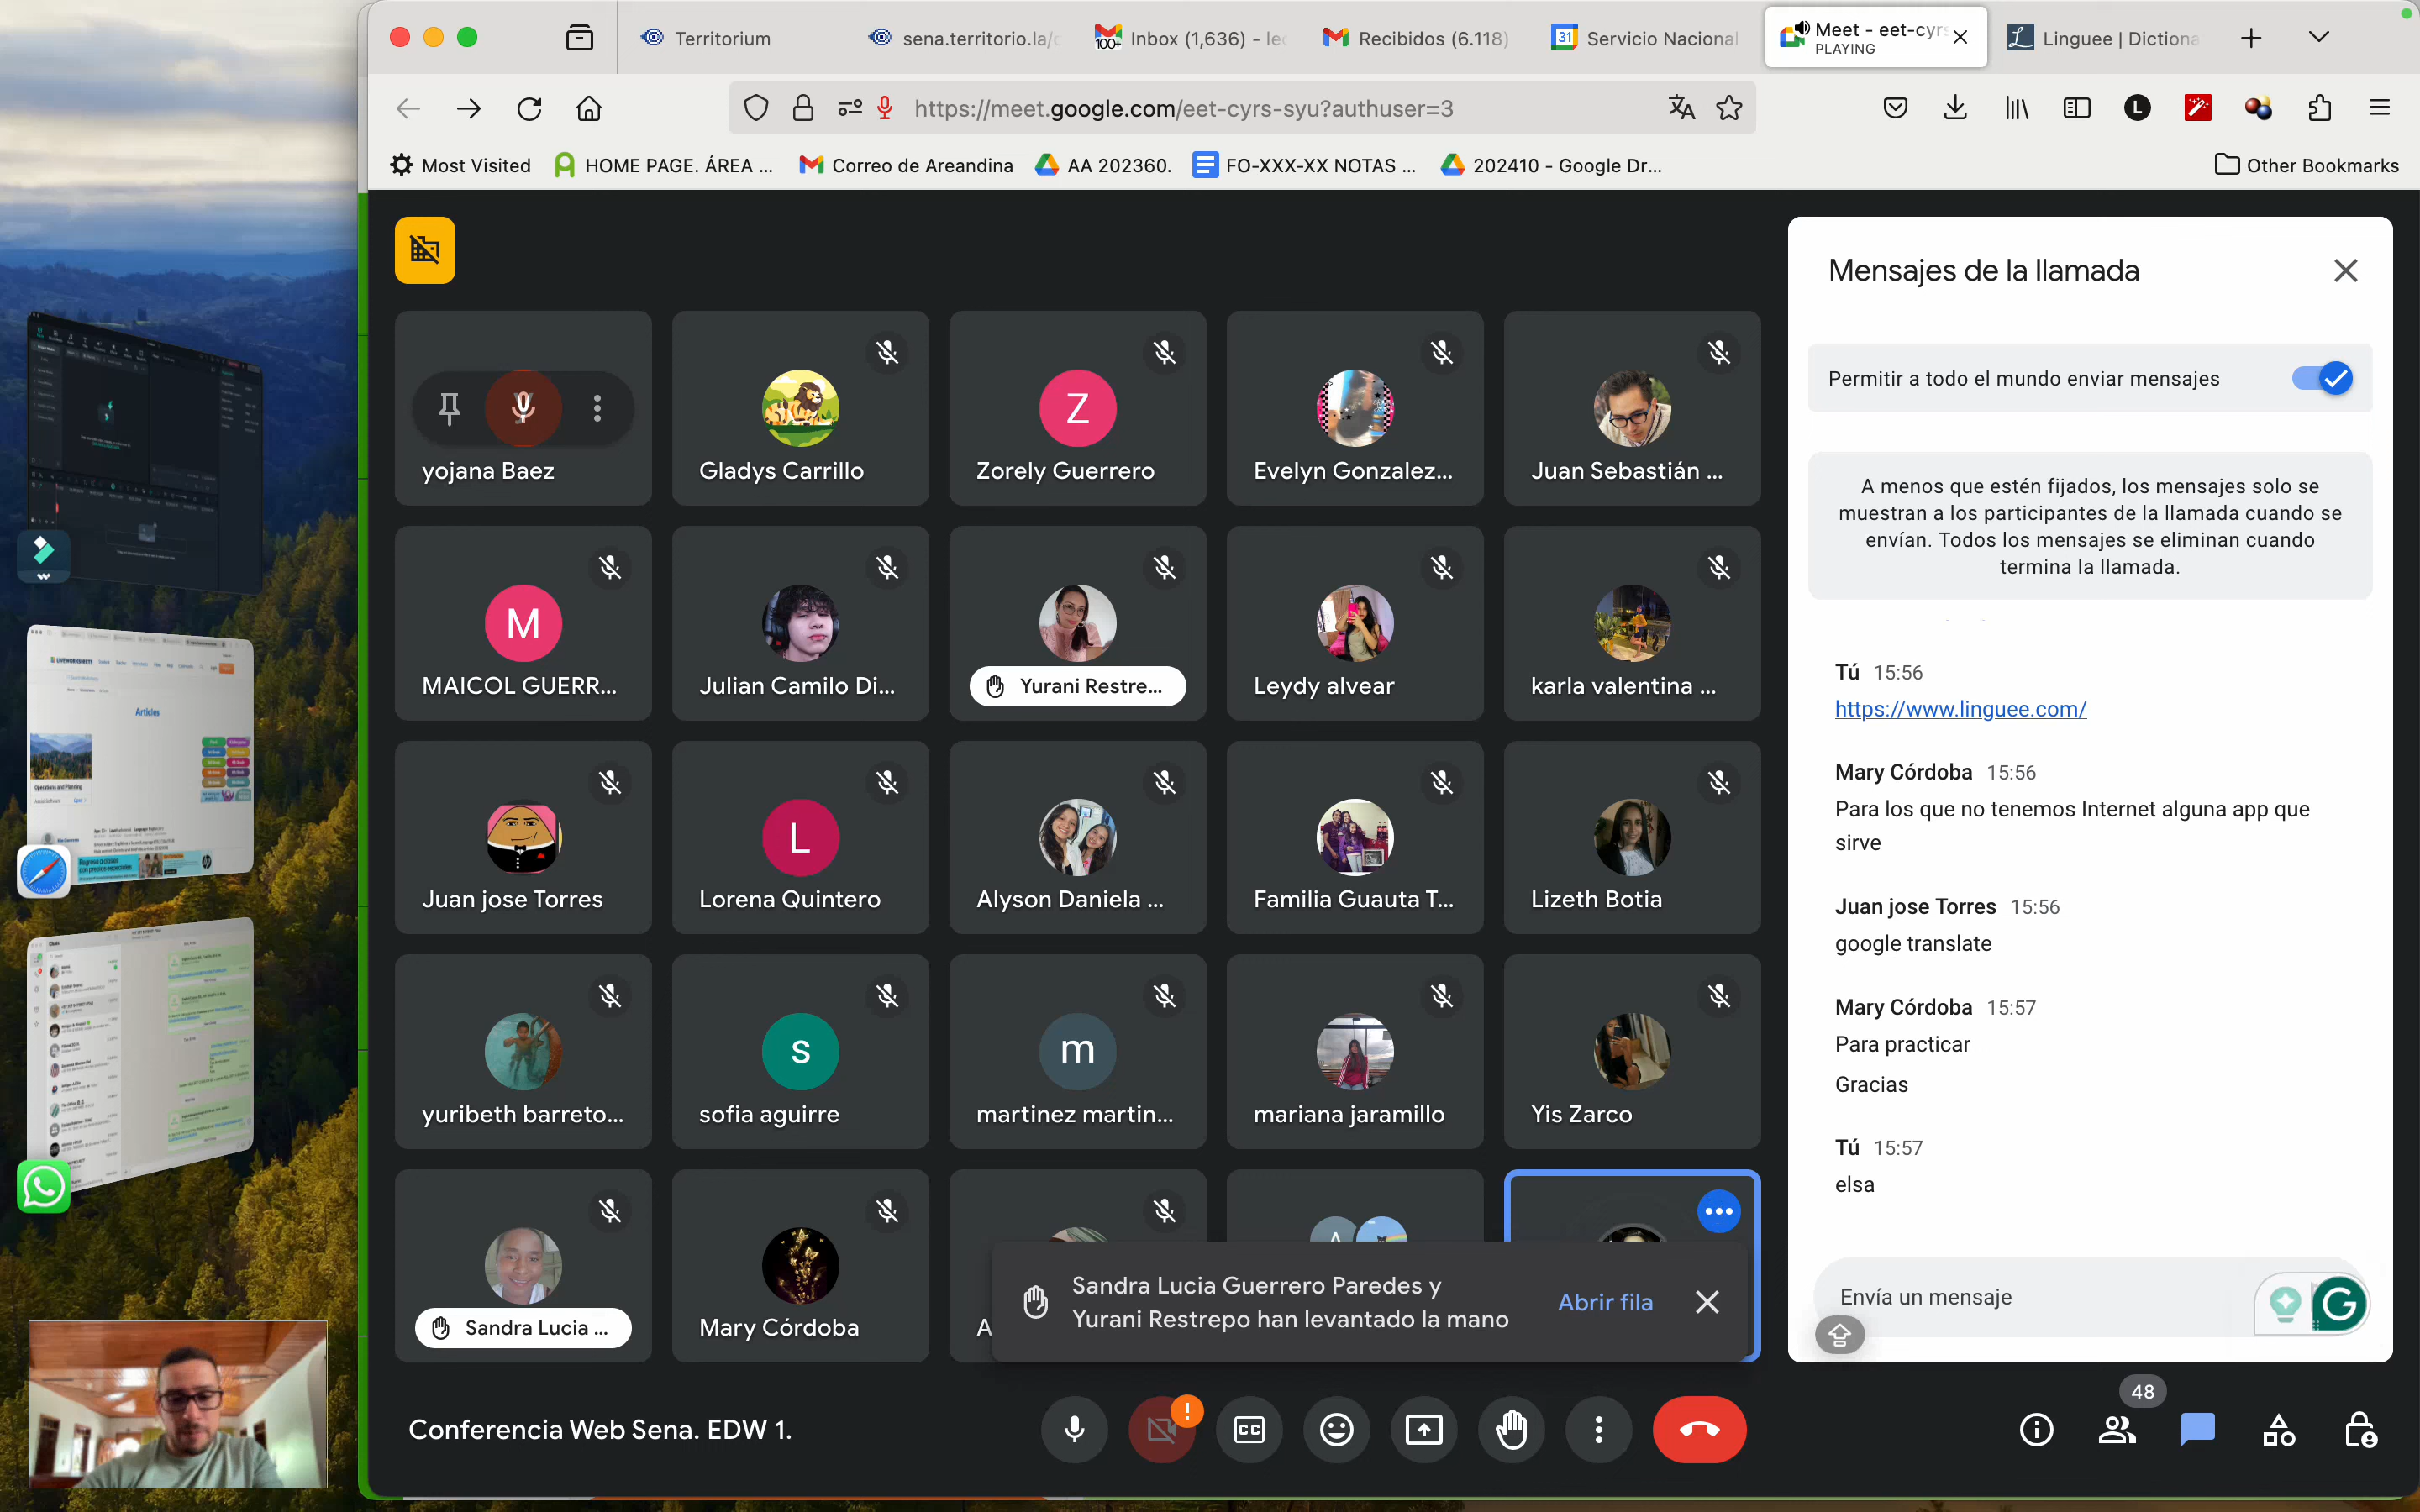 Territorium
sena.territorio.la/
100+
Inbox (1,636) - le
Recibidos (6.118)
31
Servicio Nacional
Meet - eet-cyrs
PLAYING
Linguee | Dictiona
https://meet.google.com/eet-cyrs-syu?authuser=3
L
Most Visited
HOME PAGE. ÁREA ...
Correo de Areandina
AA 202360.
FO-XXX-XX NOTAS ...
202410 - Google Dr...
Other Bookmarks
yojana Baez
Gladys Carrillo
Z
Zorely Guerrero
Evelyn Gonzalez...
Juan Sebastián ...
M
MAICOL GUERR...
Julian Camilo Di...
Yurani Restre...
Leydy alvear
karla valentina ...
Juan jose Torres
L
Lorena Quintero
Alyson Daniela ...
Familia Guauta T...
Lizeth Botia
yuribeth barreto...
s
sofia aguirre
m
martinez martin...
mariana jaramillo
Yis Zarco
Sandra Lucia ...
Mary Córdoba
A
Sandra Lucia Guerrero Paredes y
Yurani Restrepo han levantado la mano
Abrir fila
Conferencia Web Sena. EDW 1.
CC
48
Mensajes de la llamada
Permitir a todo el mundo enviar mensajes
A menos que estén fijados, los mensajes solo se
muestran a los participantes de la llamada cuando se
envían. Todos los mensajes se eliminan cuando
termina la llamada.
Tú 15:56
https://www.linguee.com/
Mary Córdoba 15:56
Para los que no tenemos Internet alguna app que
sirve
Juan jose Torres 15:56
google translate
Mary Córdoba 15:57
Para practicar
Gracias
Tú 15:57
elsa
Envía un mensaje
Articles
Operations and Planning